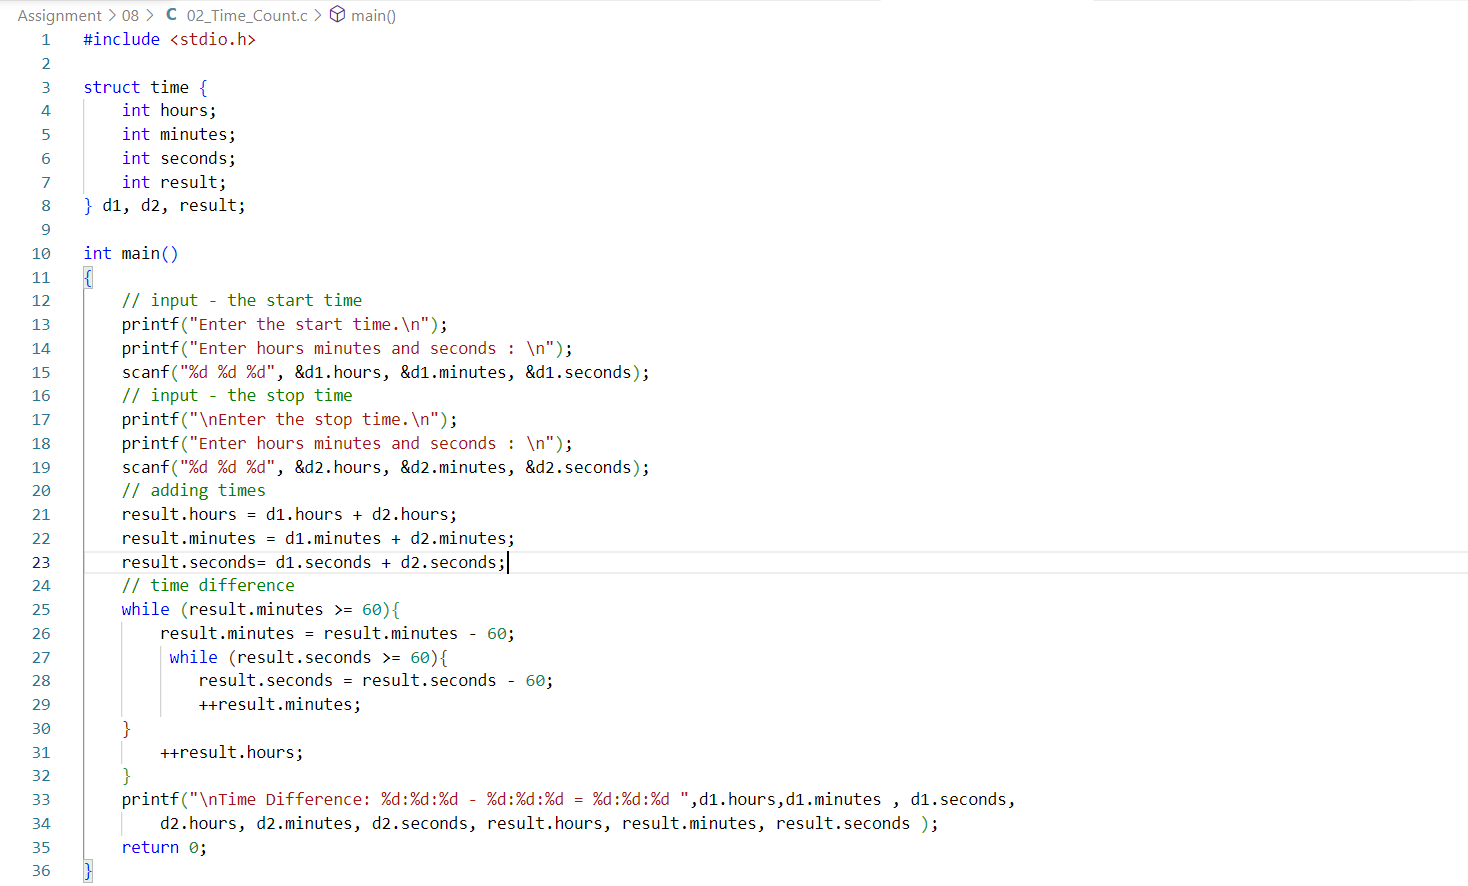 Assignment > 08 > C 02_Time_Count.c > main()
1 #include <stdio.h>
2
3 struct time {
4     int hours;
5     int minutes;
6     int seconds;
7     int result;
8 } d1, d2, result;
9
10 int main()
11 {
12     // input - the start time
13     printf("Enter the start time.\n");
14     printf("Enter hours minutes and seconds : \n");
15     scanf("%d %d %d", &d1.hours, &d1.minutes, &d1.seconds);
16     // input - the stop time
17     printf("\nEnter the stop time.\n");
18     printf("Enter hours minutes and seconds : \n");
19     scanf("%d %d %d", &d2.hours, &d2.minutes, &d2.seconds);
20     // adding times
21     result.hours = d1.hours + d2.hours;
22     result.minutes = d1.minutes + d2.minutes;
23     result.seconds= d1.seconds + d2.seconds;
24     // time difference
25     while (result.minutes >= 60){
26         result.minutes = result.minutes - 60;
27          while (result.seconds >= 60){
28             result.seconds = result.seconds - 60;
29             ++result.minutes;
30     }
31         ++result.hours;
32     }
33     printf("\nTime Difference: %d:%d:%d - %d:%d:%d = %d:%d:%d ",d1.hours,d1.minutes , d1.seconds,
34         d2.hours, d2.minutes, d2.seconds, result.hours, result.minutes, result.seconds );
35     return 0;
36 }